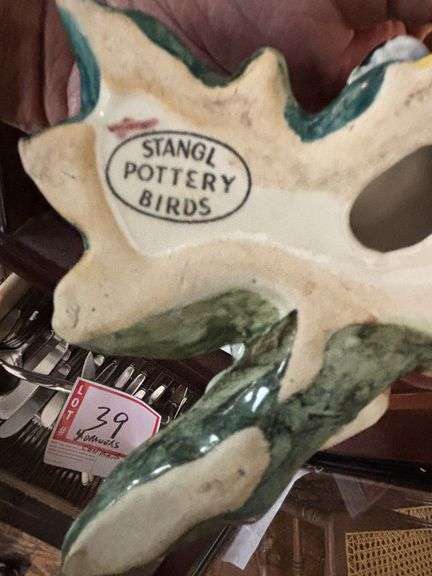 STANGL
POTTERY
BIRDS
LOT #
39